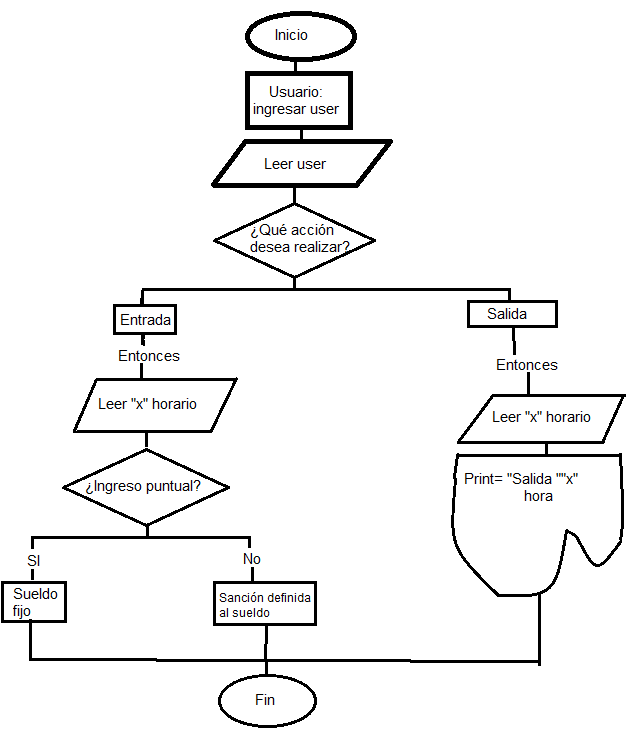 Inicio
Usuario:
ingresar user
Leer user
¿Qué acción
desea realizar?
Entrada
Salida
Entonces
Entonces
Leer "x" horario
Leer "x" horario
¿Ingreso puntual?
Print= "Salida ""x"
hora
SI
No
Sueldo
fijo
Sanción definida
al sueldo
Fin